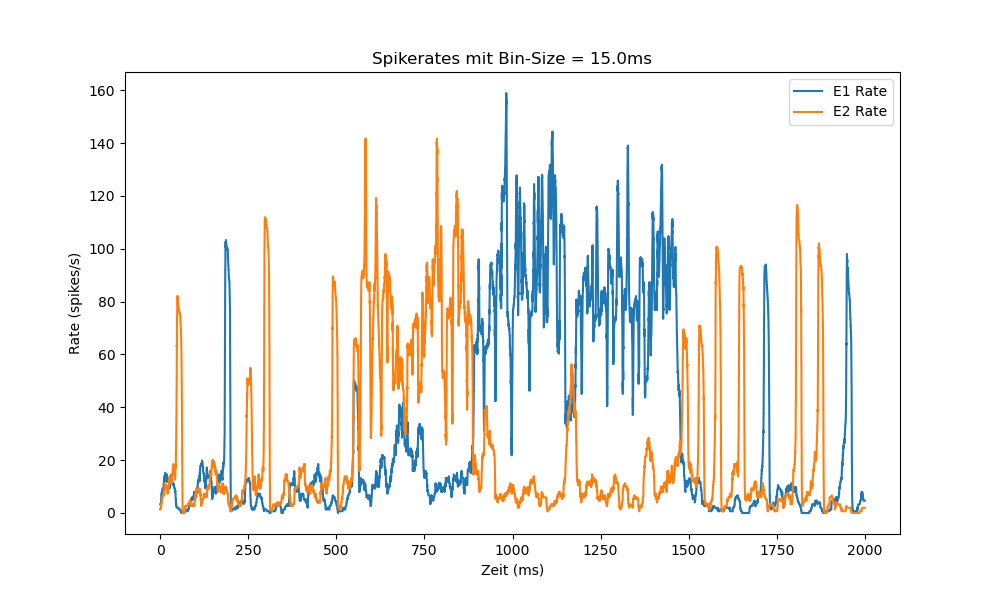 Spikerates mit Bin-Size = 15.0ms
E1 Rate
E2 Rate
Rate (spikes/s)
160
140
120
100
80
60
40
20
0
0 250 500 750 1000 1250 1500 1750 2000
Zeit (ms)